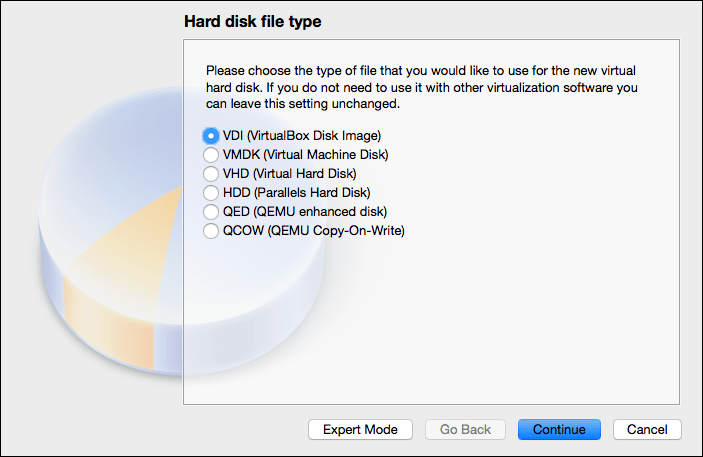 Hard disk file type
Please choose the type of file that you would like to use for the new virtual
hard disk. If you do not need to use it with other virtualization software you
can leave this setting unchanged.
VDI (VirtualBox Disk Image)
VMDK (Virtual Machine Disk)
VHD (Virtual Hard Disk)
HDD (Parallels Hard Disk)
QED (QEMU enhanced disk)
QCOW (QEMU Copy-On-Write)
Expert Mode
Go Back
Continue
Cancel